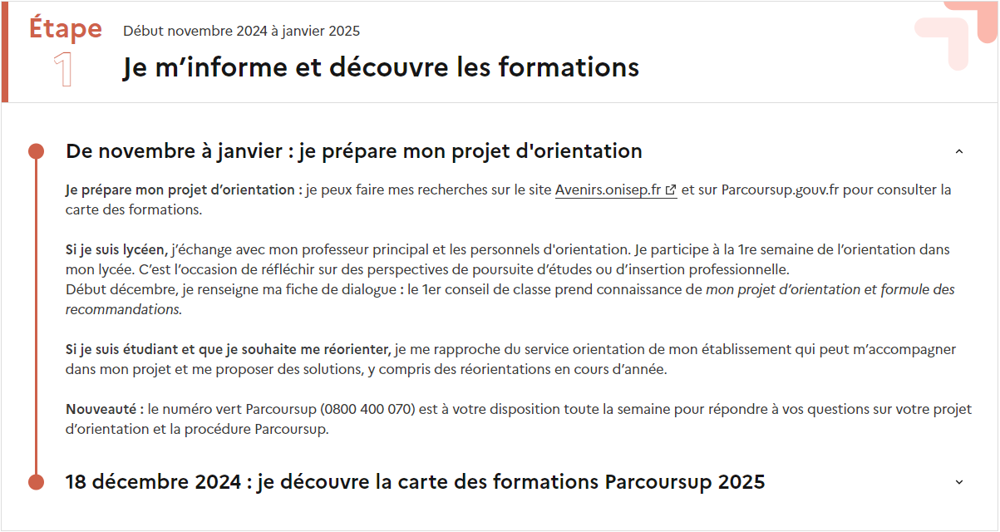 Étape
1
Début novembre 2024 à janvier 2025
Je m’informe et découvre les formations
De novembre à janvier : je prépare mon projet d'orientation
Je prépare mon projet d’orientation : je peux faire mes recherches sur le site Avenirs.onisep.fr et sur Parcoursup.gouv.fr pour consulter la
carte des formations.
Si je suis lycéen, j’échange avec mon professeur principal et les personnels d'orientation. Je participe à la 1re semaine de l’orientation dans
mon lycée. C’est l’occasion de réfléchir sur des perspectives de poursuite d’études ou d’insertion professionnelle.
Début décembre, je renseigne ma fiche de dialogue : le 1er conseil de classe prend connaissance de mon projet d’orientation et formule des
recommandations.
Si je suis étudiant et que je souhaite me réorienter, je me rapproche du service orientation de mon établissement qui peut m’accompagner
dans mon projet et me proposer des solutions, y compris des réorientations en cours d’année.
Nouveauté : le numéro vert Parcoursup (0800 400 070) est à votre disposition toute la semaine pour répondre à vos questions sur votre projet
d’orientation et la procédure Parcoursup.
18 décembre 2024 : je découvre la carte des formations Parcoursup 2025